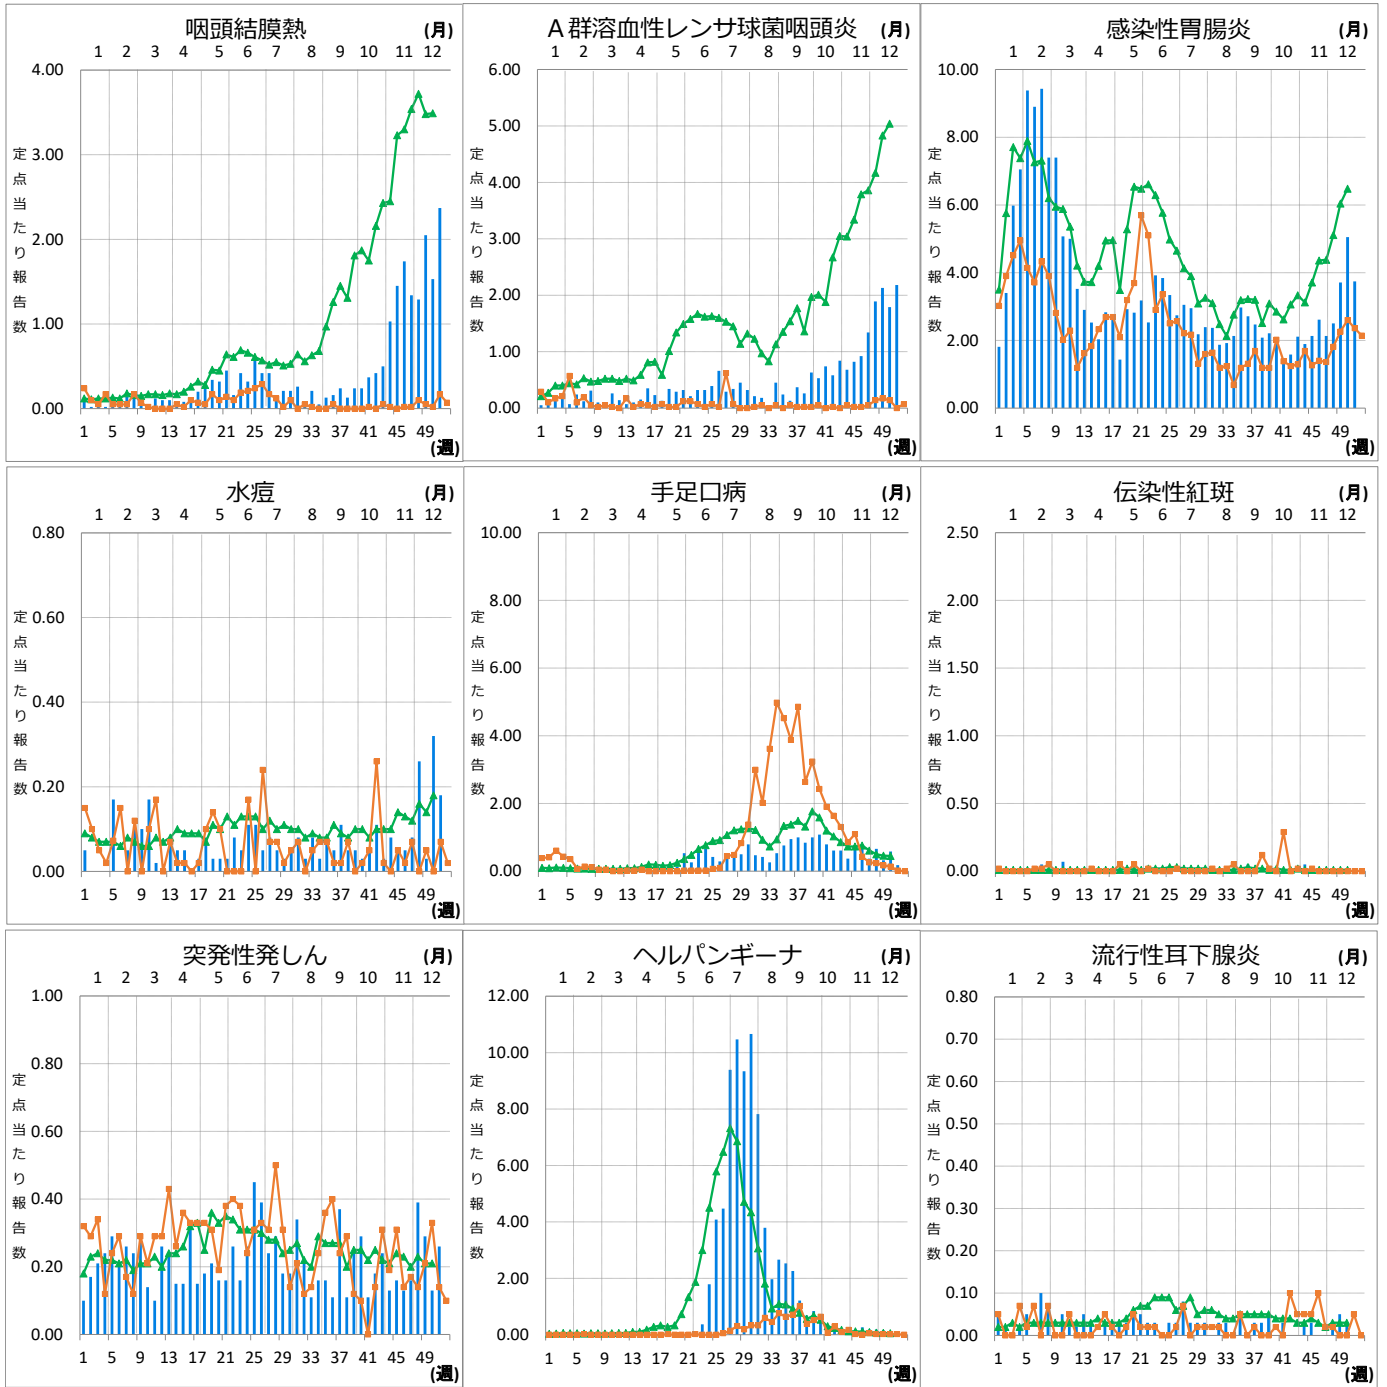 咽頭結膜熱 (月)
1 2 3 4 5 6 7 8 9 10 11 12
定点当たり報告数
4.00
3.00
2.00
1.00
0.00
1 5 9 13 17 21 25 29 33 37 41 45 49
(週)
A群溶血性レンサ球菌咽頭炎 (月)
1 2 3 4 5 6 7 8 9 10 11 12
定点当たり報告数
6.00
5.00
4.00
3.00
2.00
1.00
0.00
1 5 9 13 17 21 25 29 33 37 41 45 49
(週)
感染性胃腸炎 (月)
1 2 3 4 5 6 7 8 9 10 11 12
定点当たり報告数
10.00
8.00
6.00
4.00
2.00
0.00
1 5 9 13 17 21 25 29 33 37 41 45 49
(週)
水痘 (月)
1 2 3 4 5 6 7 8 9 10 11 12
定点当たり報告数
0.80
0.60
0.40
0.20
0.00
1 5 9 13 17 21 25 29 33 37 41 45 49
(週)
手足口病 (月)
1 2 3 4 5 6 7 8 9 10 11 12
定点当たり報告数
10.00
8.00
6.00
4.00
2.00
0.00
1 5 9 13 17 21 25 29 33 37 41 45 49
(週)
伝染性紅斑 (月)
1 2 3 4 5 6 7 8 9 10 11 12
定点当たり報告数
2.50
2.00
1.50
1.00
0.50
0.00
1 5 9 13 17 21 25 29 33 37 41 45 49
(週)
突発性発しん (月)
1 2 3 4 5 6 7 8 9 10 11 12
定点当たり報告数
1.00
0.80
0.60
0.40
0.20
0.00
1 5 9 13 17 21 25 29 33 37 41 45 49
(週)
ヘルパンギーナ (月)
1 2 3 4 5 6 7 8 9 10 11 12
定点当たり報告数
12.00
10.00
8.00
6.00
4.00
2.00
0.00
1 5 9 13 17 21 25 29 33 37 41 45 49
(週)
流行性耳下腺炎 (月)
1 2 3 4 5 6 7 8 9 10 11 12
定点当たり報告数
0.80
0.70
0.60
0.50
0.40
0.30
0.20
0.10
0.00
1 5 9 13 17 21 25 29 33 37 41 45 49
(週)